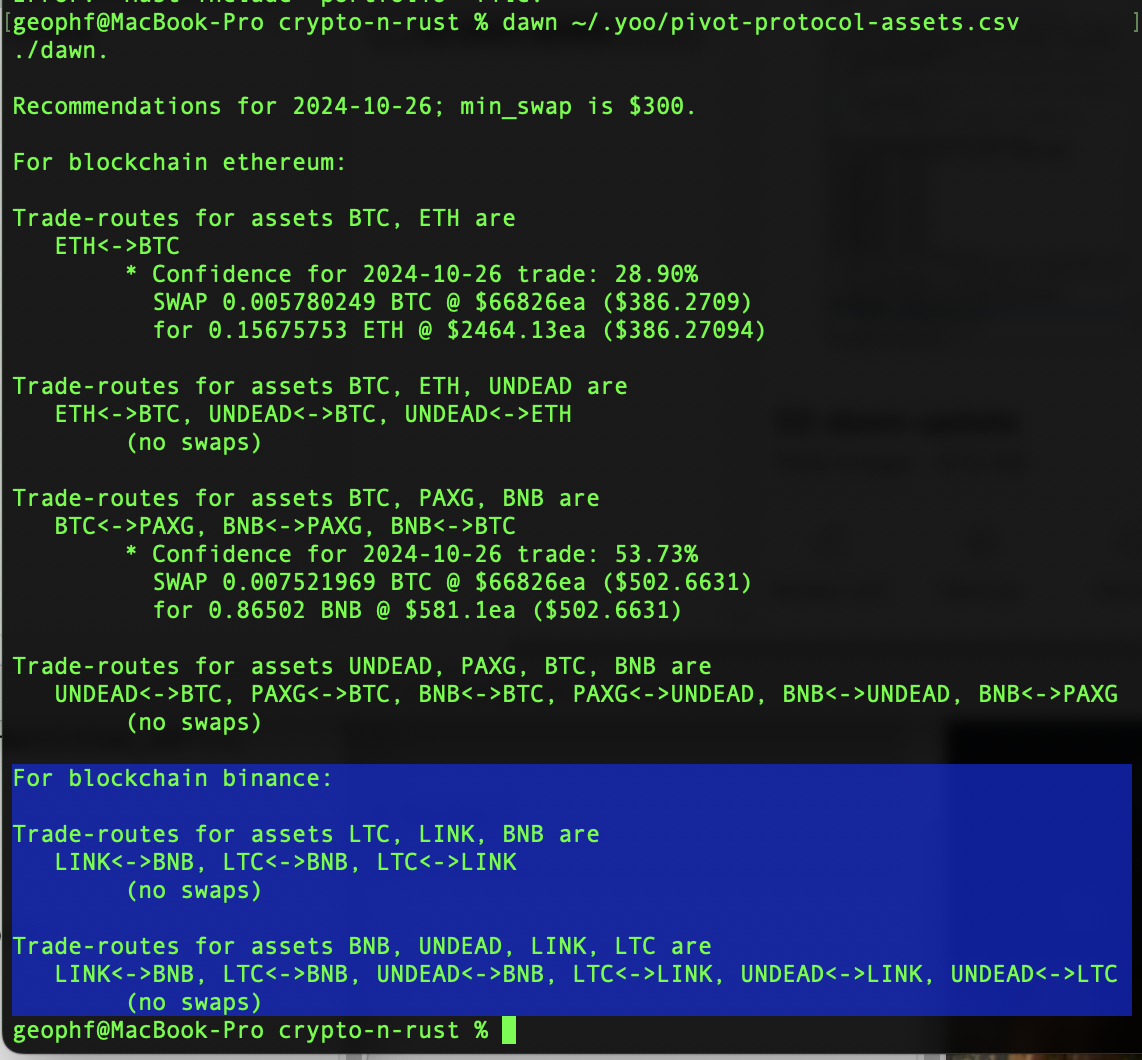 [geophf@MacBook-Pro crypto-n-rust % dawn ~/.yoo/pivot-protocol-assets.csv ]
./dawn.
Recommendations for 2024-10-26; min_swap is $300.
For blockchain ethereum:
Trade-routes for assets BTC, ETH are
ETH<->BTC
* Confidence for 2024-10-26 trade: 28.90%
SWAP 0.005780249 BTC @ $66826ea ($386.2709)
for 0.15675753 ETH @ $2464.13ea ($386.27094)
Trade-routes for assets BTC, ETH, UNDEAD are
ETH<->BTC, UNDEAD<->BTC, UNDEAD<->ETH
(no swaps)
Trade-routes for assets BTC, PAXG, BNB are
BTC<->PAXG, BNB<->PAXG, BNB<->BTC
* Confidence for 2024-10-26 trade: 53.73%
SWAP 0.007521969 BTC @ $66826ea ($502.6631)
for 0.86502 BNB @ $581.1ea ($502.6631)
Trade-routes for assets UNDEAD, PAXG, BTC, BNB are
UNDEAD<->BTC, PAXG<->BTC, BNB<->BTC, PAXG<->UNDEAD, BNB<->UNDEAD, BNB<->PAXG
(no swaps)
For blockchain binance:
Trade-routes for assets LTC, LINK, BNB are
LINK<->BNB, LTC<->BNB, LTC<->LINK
(no swaps)
Trade-routes for assets BNB, UNDEAD, LINK, LTC are
LINK<->BNB, LTC<->BNB, UNDEAD<->BNB, LTC<->LINK, UNDEAD<->LINK, UNDEAD<->LTC
(no swaps)
geophf@MacBook-Pro crypto-n-rust %